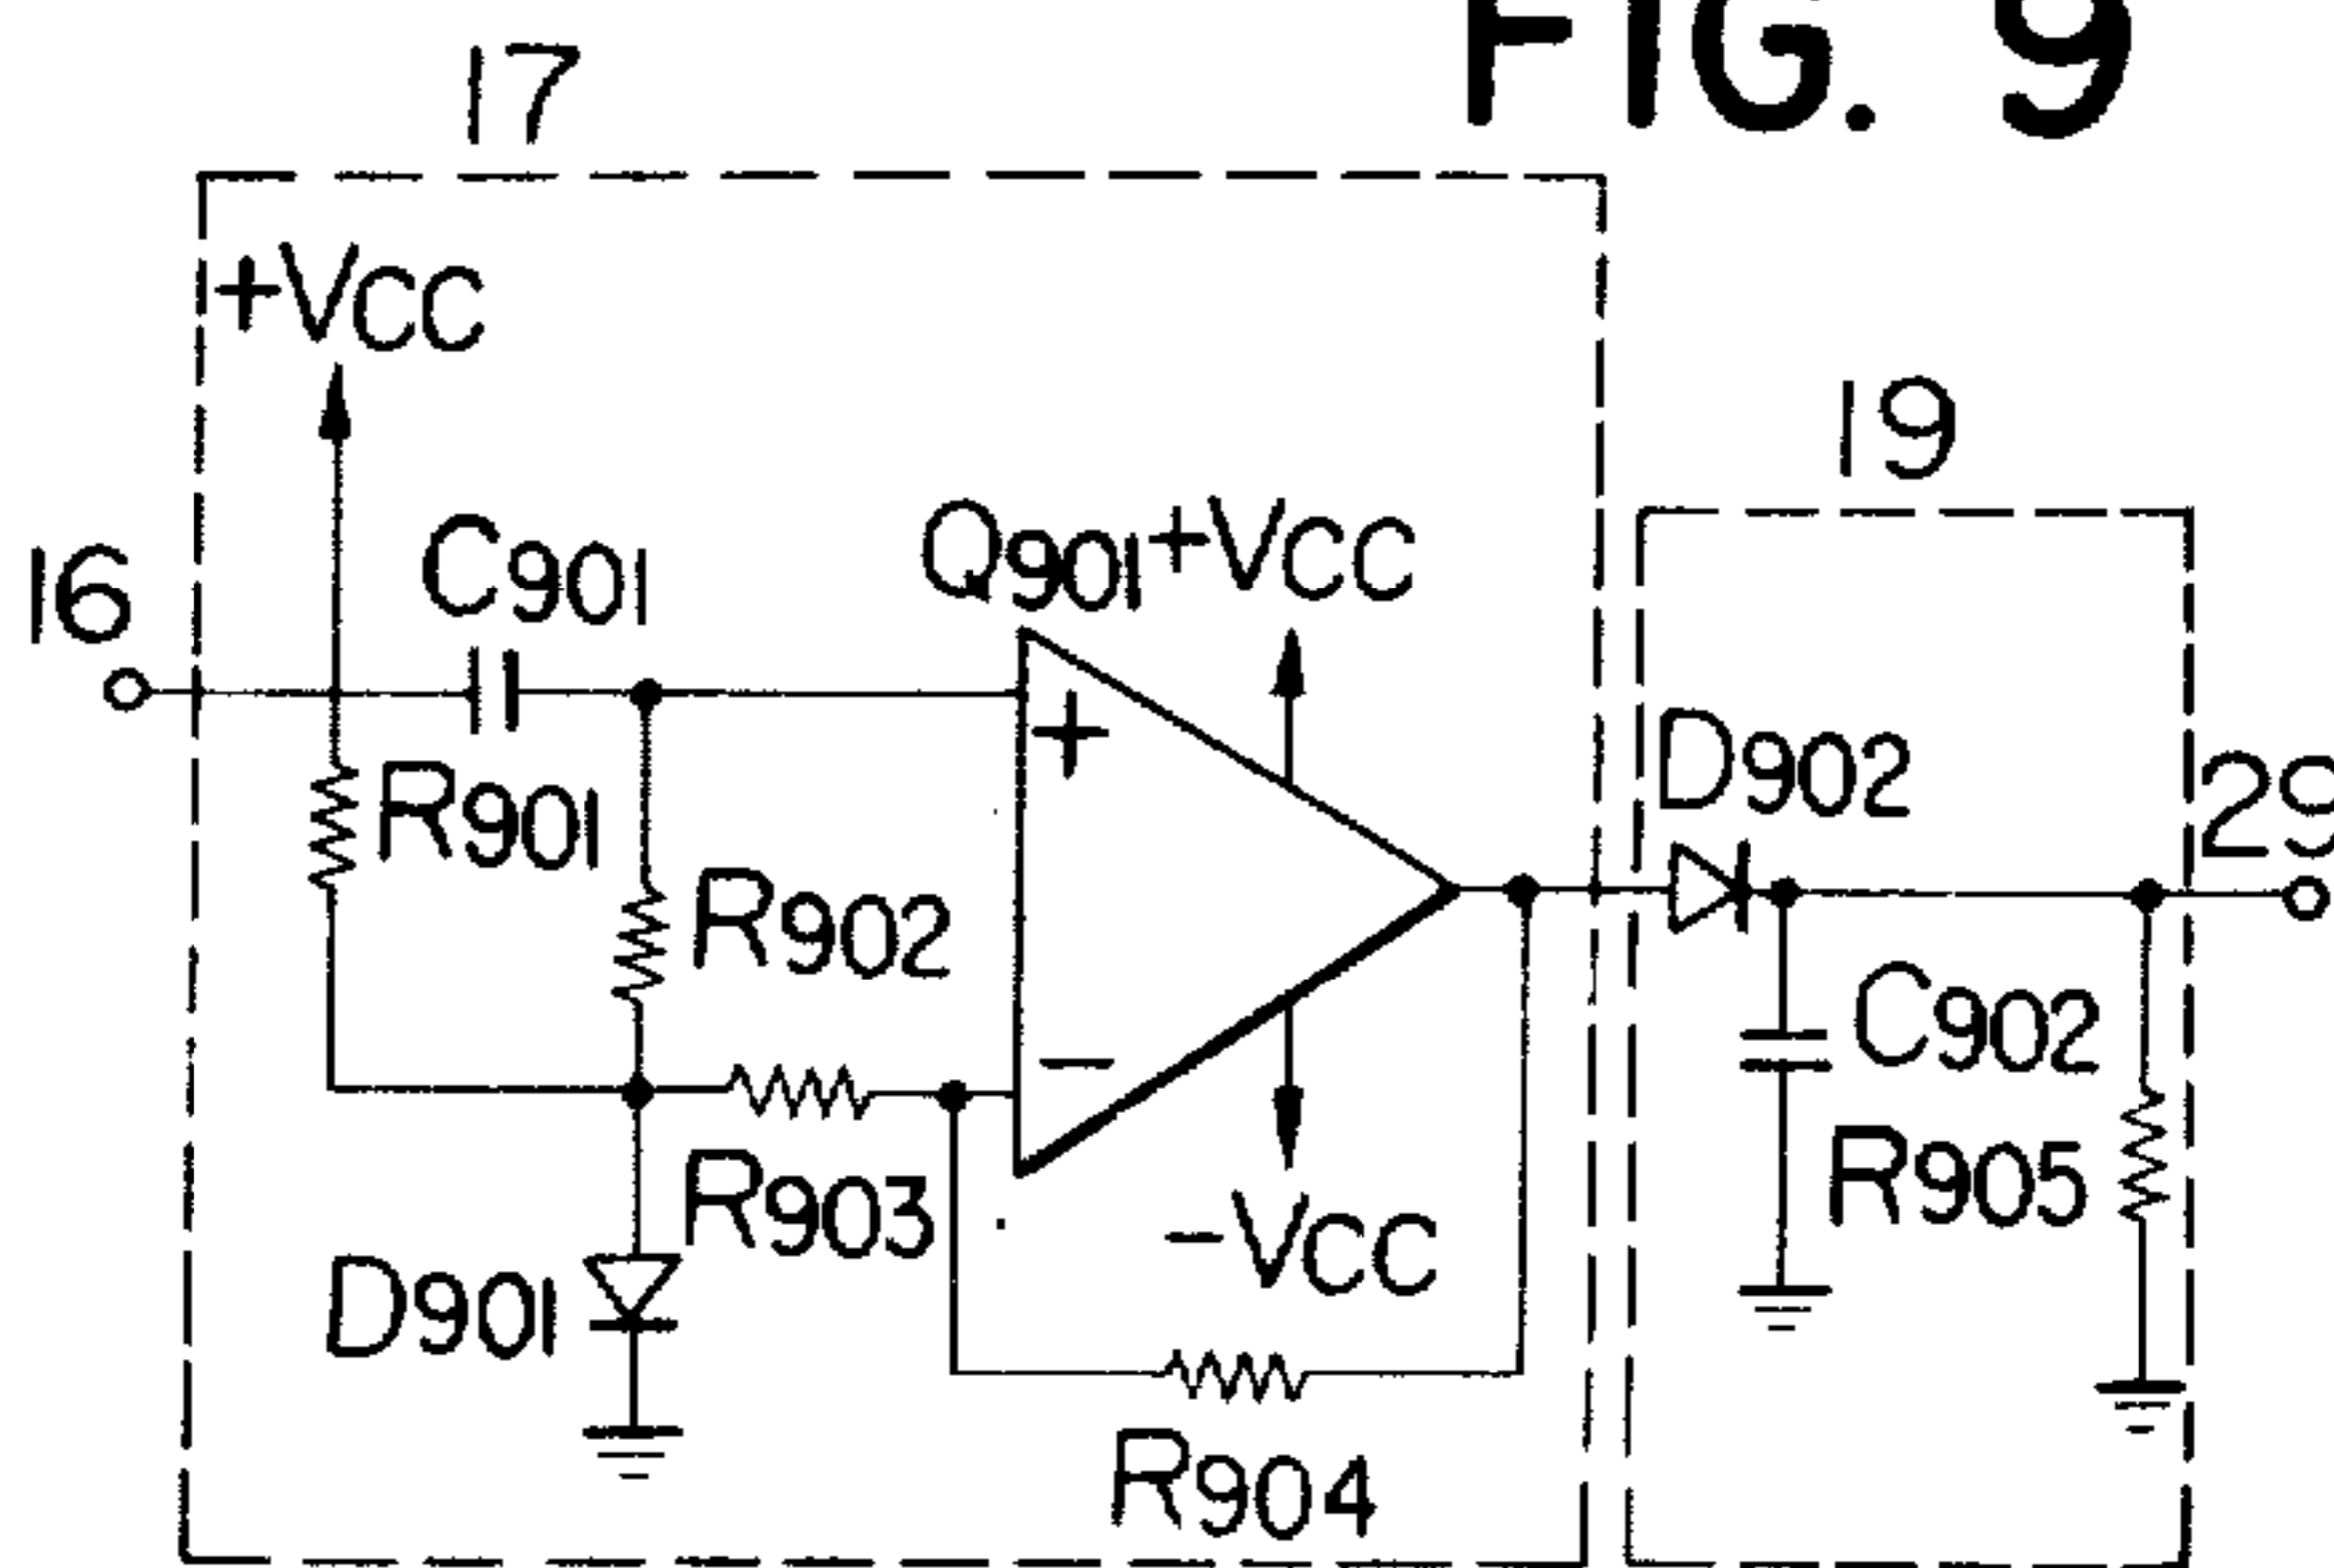 FIG. 9
17
+VCC
19
16
C901
Q901
+VCC
D902
29
R901
+
R902
C902
−
R903
R905
−VCC
D901
R904